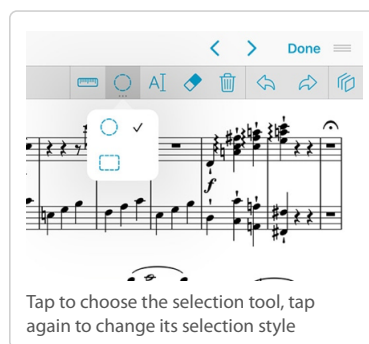 Done
AI
f
Tap to choose the selection tool, tap
again to change its selection style